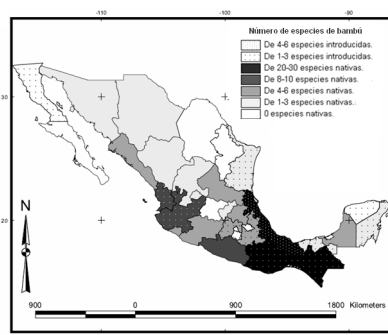 -110
-100
-90
Número de especies de bambú
De 4-6 especies introducidas.
De 1-3 especies introducidas.
De 20-30 especies nativas.
De 8-10 especies nativas.
De 4-6 especies nativas.
De 1-3 especies nativas.
0 especies nativas.
30
30
20
20
N
900 0 900 1800 Kilometers